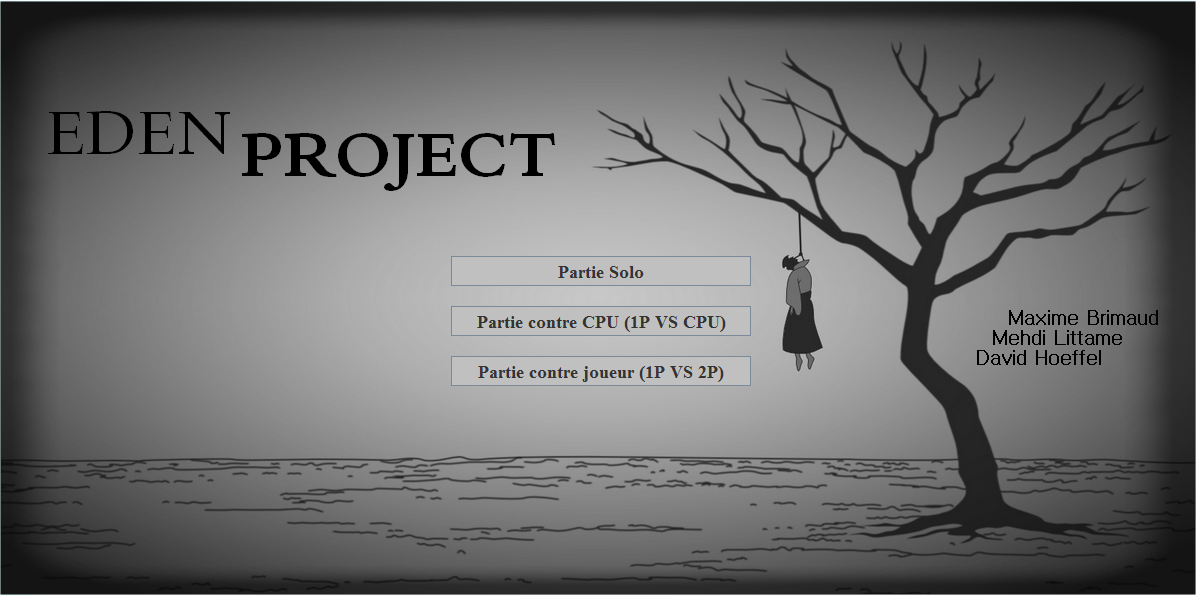 EDEN PROJECT
Partie Solo
Partie contre CPU (1P VS CPU)
Partie contre joueur (1P VS 2P)
Maxime Brimaud
Mehdi Littame
David Hoeffel